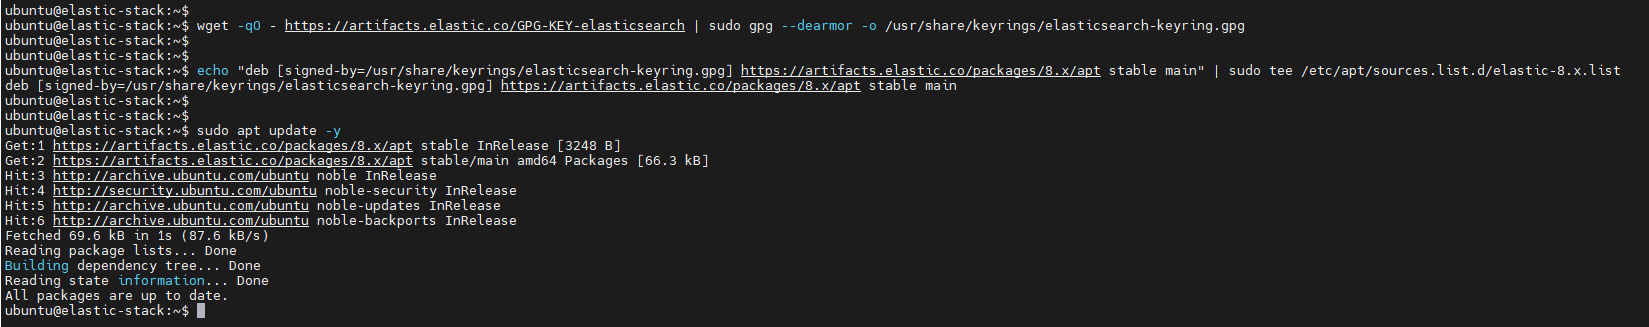 ubuntu@elastic-stack:~$
ubuntu@elastic-stack:~$ wget -qO - https://artifacts.elastic.co/GPG-KEY-elasticsearch | sudo gpg --dearmor -o /usr/share/keyrings/elasticsearch-keyring.gpg
ubuntu@elastic-stack:~$
ubuntu@elastic-stack:~$
ubuntu@elastic-stack:~$ echo "deb [signed-by=/usr/share/keyrings/elasticsearch-keyring.gpg] https://artifacts.elastic.co/packages/8.x/apt stable main" | sudo tee /etc/apt/sources.list.d/elastic-8.x.list
deb [signed-by=/usr/share/keyrings/elasticsearch-keyring.gpg] https://artifacts.elastic.co/packages/8.x/apt stable main
ubuntu@elastic-stack:~$
ubuntu@elastic-stack:~$
ubuntu@elastic-stack:~$ sudo apt update -y
Get:1 https://artifacts.elastic.co/packages/8.x/apt stable InRelease [3248 B]
Get:2 https://artifacts.elastic.co/packages/8.x/apt stable/main amd64 Packages [66.3 kB]
Hit:3 http://archive.ubuntu.com/ubuntu noble InRelease
Hit:4 http://security.ubuntu.com/ubuntu noble-security InRelease
Hit:5 http://archive.ubuntu.com/ubuntu noble-updates InRelease
Hit:6 http://archive.ubuntu.com/ubuntu noble-backports InRelease
Fetched 69.6 kB in 1s (87.6 kB/s)
Reading package lists... Done
Building dependency tree... Done
Reading state information... Done
All packages are up to date.
ubuntu@elastic-stack:~$